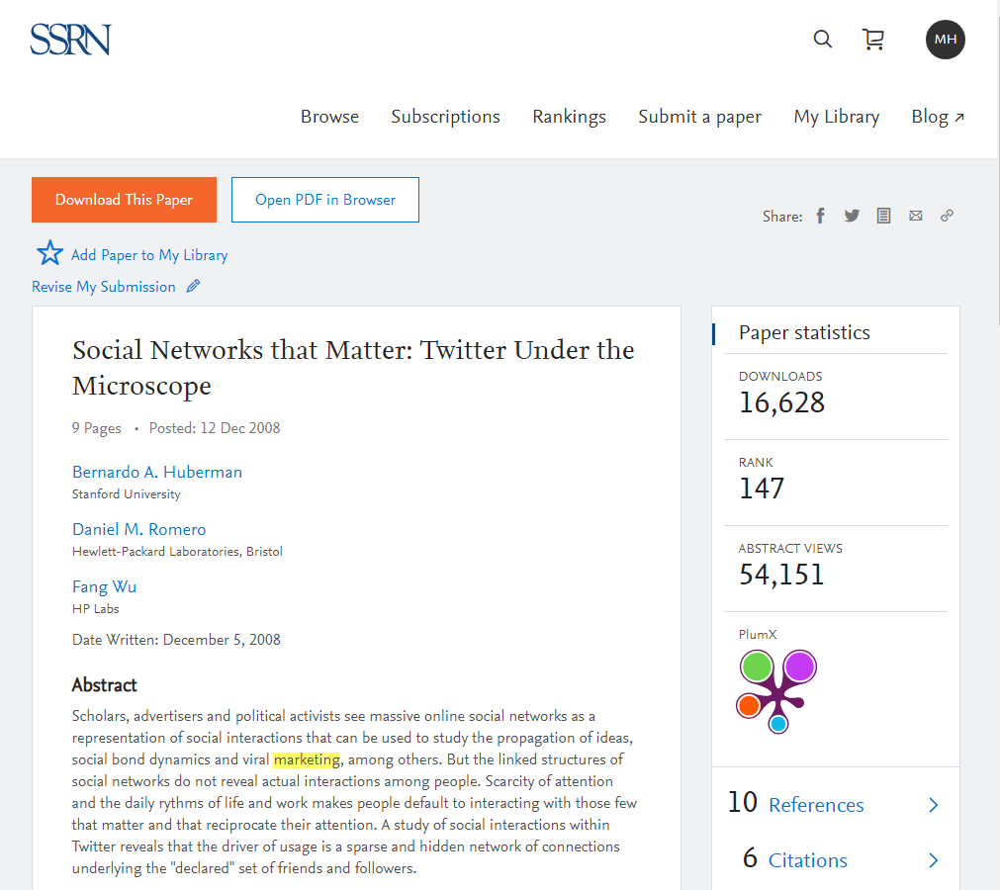 SSRN
MH
Browse Subscriptions Rankings Submit a paper My Library Blog ↗
Download This Paper
Open PDF in Browser
Share:
Add Paper to My Library
Revise My Submission
Social Networks that Matter: Twitter Under the
Microscope
9 Pages • Posted: 12 Dec 2008
Bernardo A. Huberman
Stanford University
Daniel M. Romero
Hewlett-Packard Laboratories, Bristol
Fang Wu
HP Labs
Date Written: December 5, 2008
Abstract
Scholars, advertisers and political activists see massive online social networks as a
representation of social interactions that can be used to study the propagation of ideas,
social bond dynamics and viral marketing, among others. But the linked structures of
social networks do not reveal actual interactions among people. Scarcity of attention
and the daily rythms of life and work makes people default to interacting with those few
that matter and that reciprocate their attention. A study of social interactions within
Twitter reveals that the driver of usage is a sparse and hidden network of connections
underlying the "declared" set of friends and followers.
Paper statistics
DOWNLOADS
16,628
RANK
147
ABSTRACT VIEWS
54,151
PlumX
10 References
6 Citations